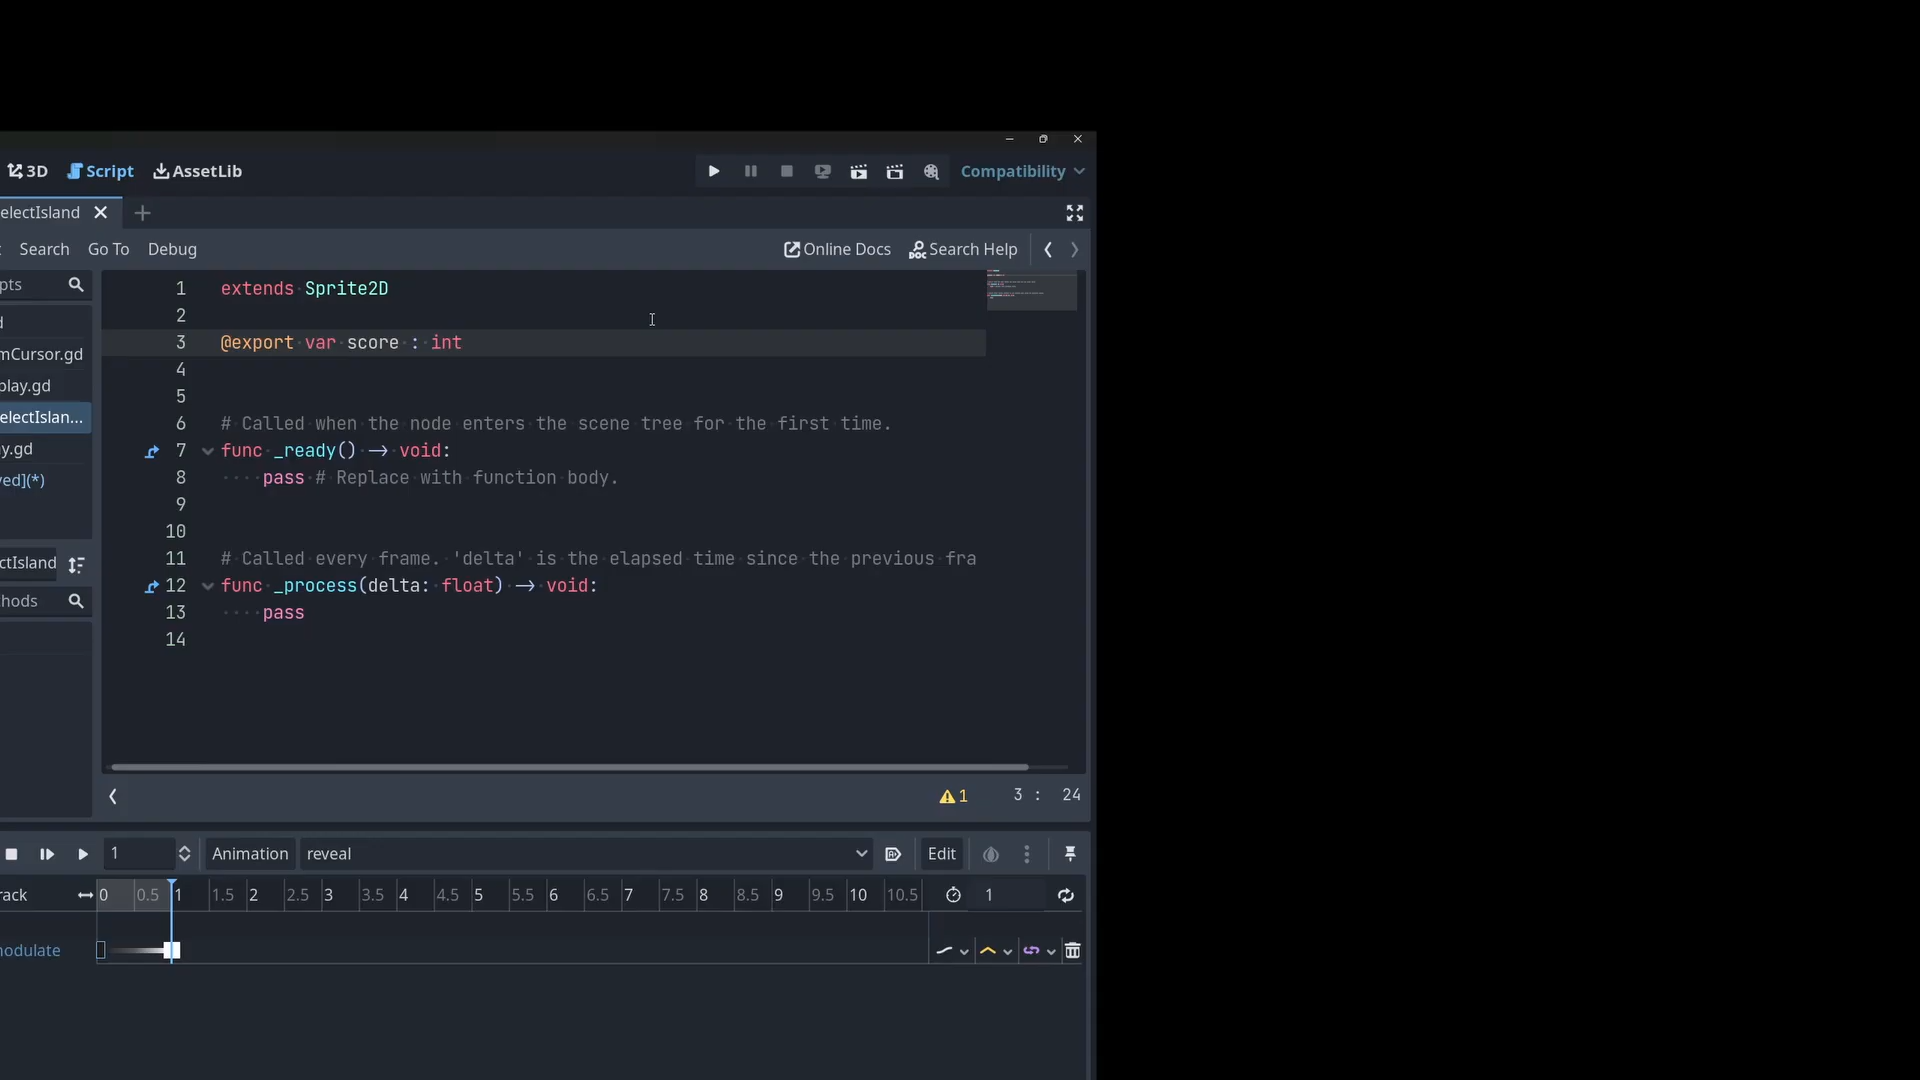 3D Script AssetLib Compatibility
electIsland
Search Go To Debug Online Docs Search Help
pts
d
mCursor.gd
play.gd
electIslan...
y.gd
ved](*)
ctIsland
hods
1 extends Sprite2D
2
3 @export var score : int
4
5
6 # Called when the node enters the scene tree for the first time.
7 func _ready() -> void:
8 pass # Replace with function body.
9
10
11 # Called every frame. 'delta' is the elapsed time since the previous fra
12 func _process(delta: float) -> void:
13 pass
14
1 3 : 24
1 Animation reveal Edit
rack 0 0.5 1 1.5 2 2.5 3 3.5 4 4.5 5 5.5 6 6.5 7 7.5 8 8.5 9 9.5 10 10.5 1
modulate